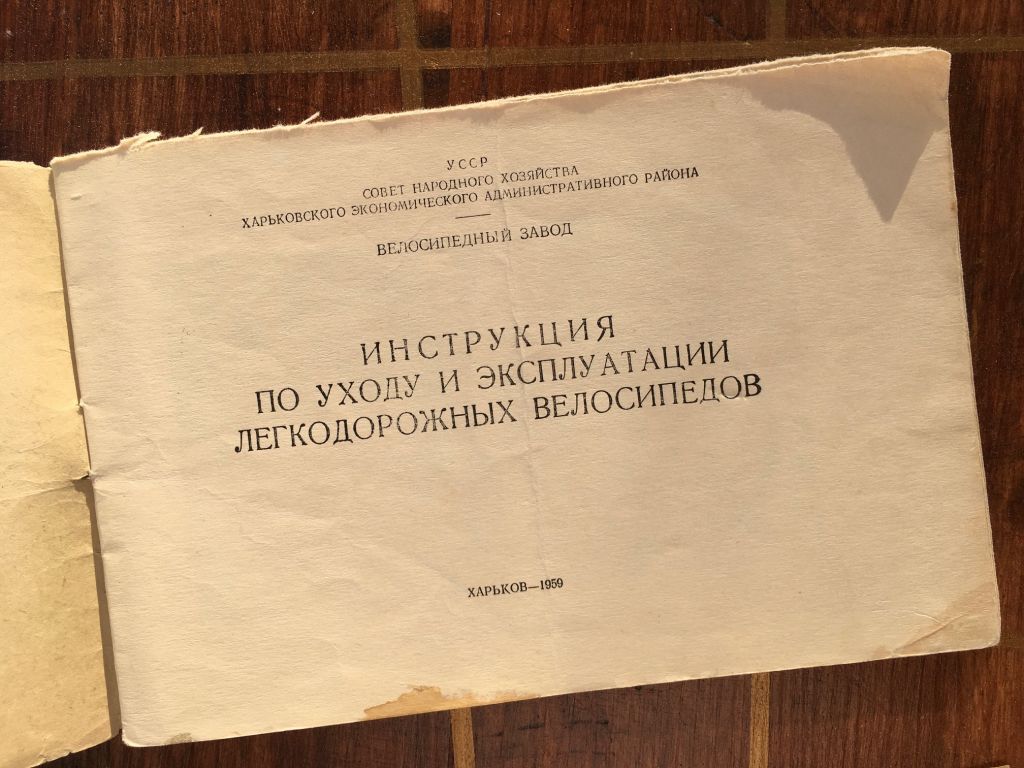 УССР
СОВЕТ НАРОДНОГО ХОЗЯЙСТВА
ХАРЬКОВСКОГО ЭКОНОМИЧЕСКОГО АДМИНИСТРАТИВНОГО РАЙОНА
ВЕЛОСИПЕДНЫЙ ЗАВОД
ИНСТРУКЦИЯ
ПО УХОДУ И ЭКСПЛУАТАЦИИ
ЛЕГКОДОРОЖНЫХ ВЕЛОСИПЕДОВ
ХАРЬКОВ—1959